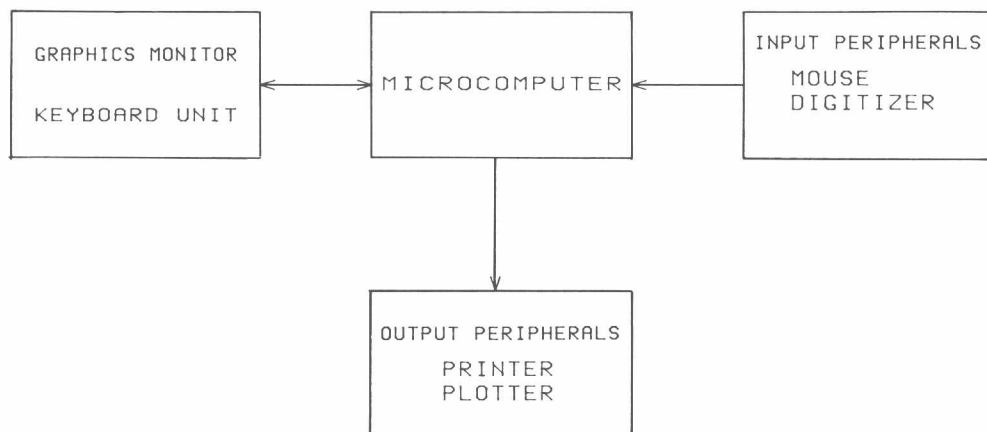 GRAPHICS MONITOR
KEYBOARD UNIT
MICROCOMPUTER
INPUT PERIPHERALS
MOUSE
DIGITIZER
OUTPUT PERIPHERALS
PRINTER
PLOTTER